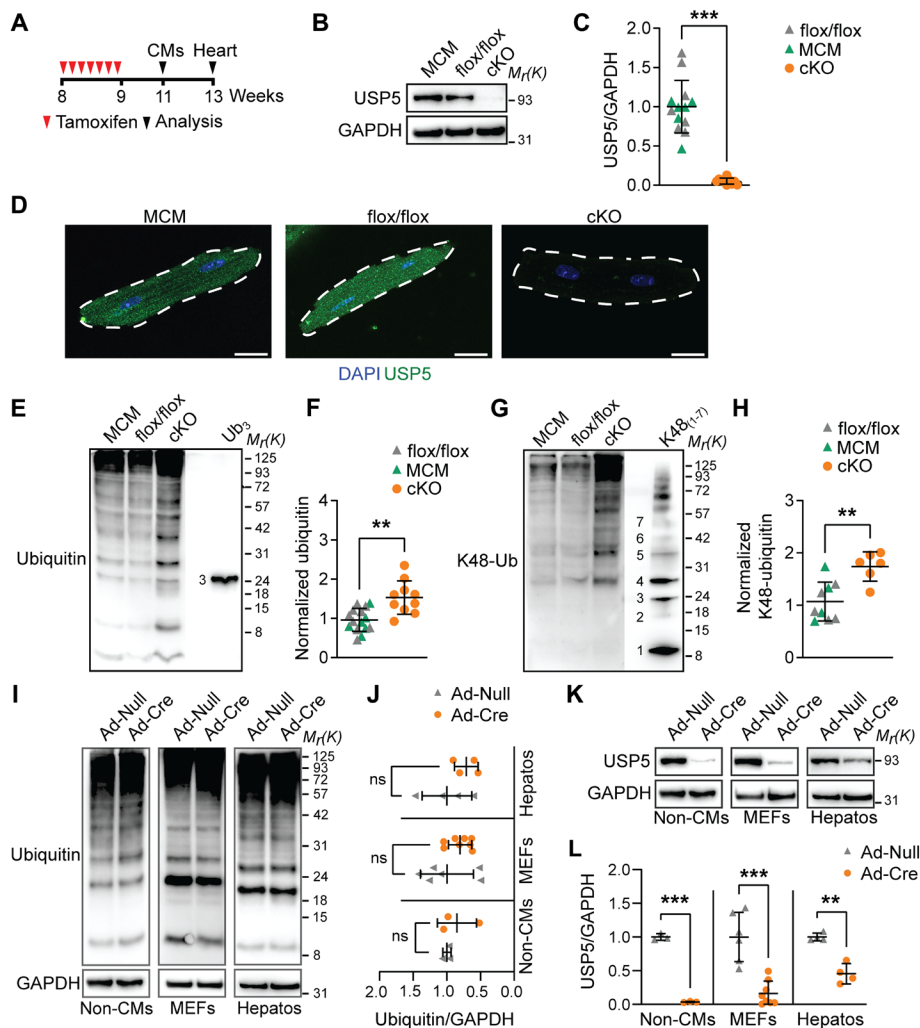 A
CMs Heart
8 9 11 13 Weeks
Tamoxifen Analysis
B
MCM flox/flox cKO Mr(K)
USP5 93
GAPDH 31
C
***
flox/flox
MCM
cKO
USP5/GAPDH
2.0
1.5
1.0
0.5
0.0
D
MCM flox/flox cKO
DAPI USP5
E
MCM flox/flox cKO Ub3 Mr(K)
125
93
72
57
42
31
24
18
15
8
Ubiquitin
3
F
flox/flox
MCM
cKO
**
Normalized ubiquitin
4
3
2
1
0
G
MCM flox/flox cKO K48(1-7) Mr(K)
125
93
72
57
42
31
24
18
15
8
K48-Ub
7
6
5
4
3
2
1
H
flox/flox
MCM
cKO
**
Normalized
K48-ubiquitin
3
2
1
0
I
Ad-Null Ad-Cre Ad-Null Ad-Cre Ad-Null Ad-Cre Mr(K)
125
93
72
57
42
31
24
18
15
8
Ubiquitin
GAPDH 31
Non-CMs MEFs Hepatos
J
Ad-Null
Ad-Cre
ns Hepatos
ns MEFs
ns Non-CMs
2.0 1.5 1.0 0.5 0.0
Ubiquitin/GAPDH
K
Ad-Null Ad-Cre Ad-Null Ad-Cre Ad-Null Ad-Cre Mr(K)
USP5 93
GAPDH 31
Non-CMs MEFs Hepatos
L
Ad-Null
Ad-Cre
*** *** **
USP5/GAPDH
2.0
1.5
1.0
0.5
0
Non-CMs MEFs Hepatos